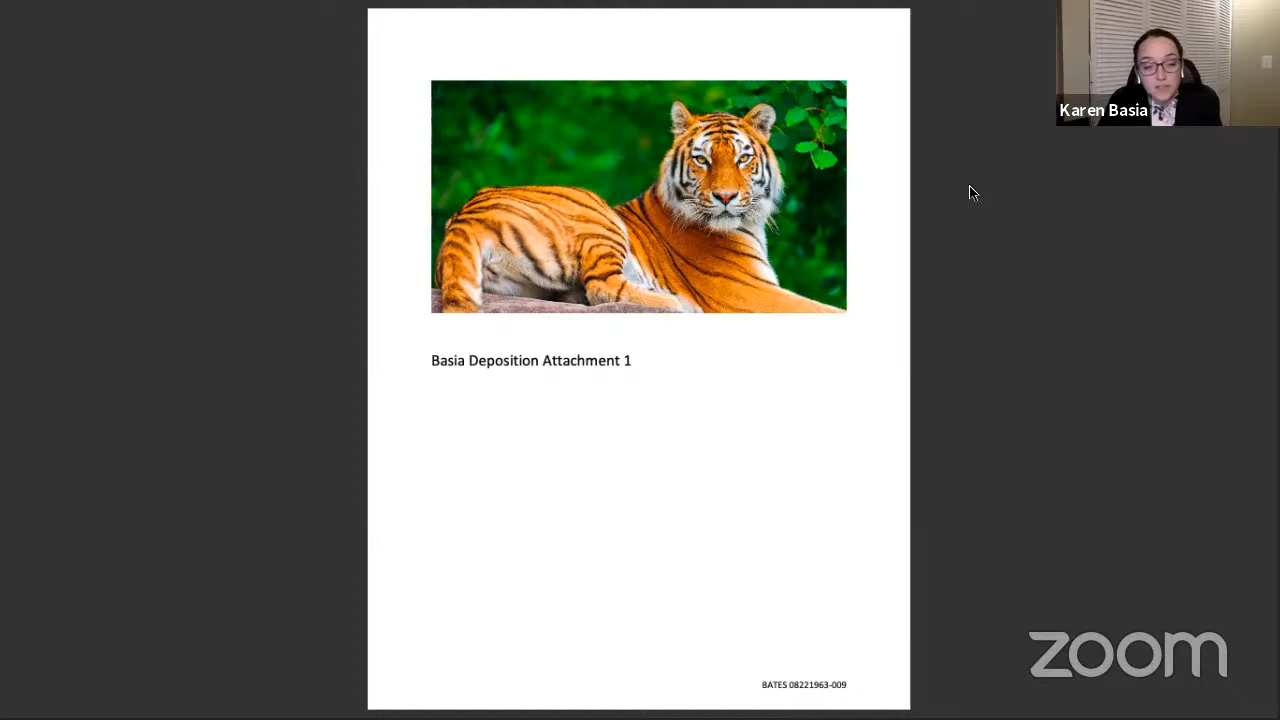 Karen Basia
Basia Deposition Attachment 1
zoom
BATES 08221963-009